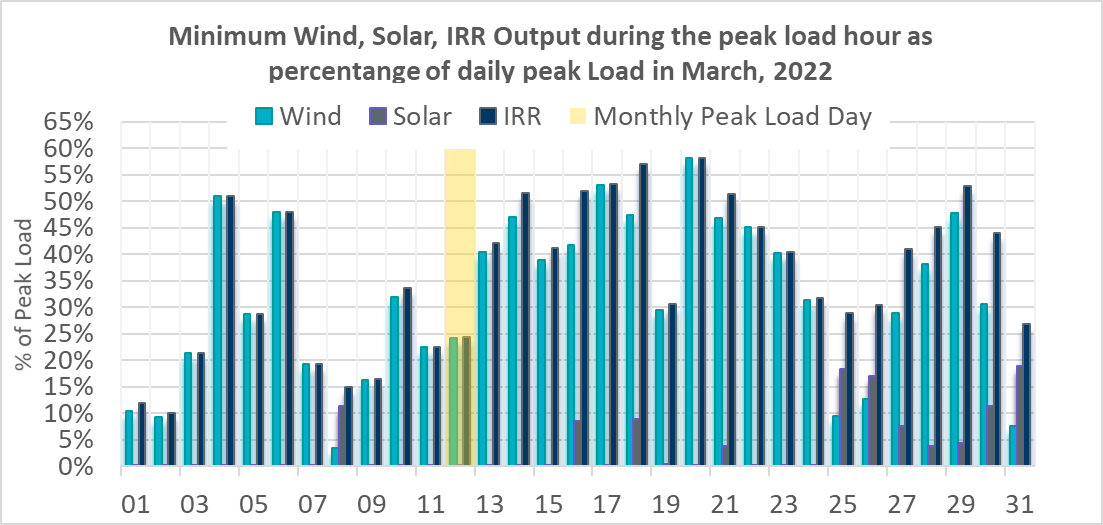 Minimum Wind, Solar, IRR Output during the peak load hour as
percentange of daily peak Load in March, 2022
Wind Solar IRR Monthly Peak Load Day
% of Peak Load
65%
60%
55%
50%
45%
40%
35%
30%
25%
20%
15%
10%
5%
0%
01 03 05 07 09 11 13 15 17 19 21 23 25 27 29 31